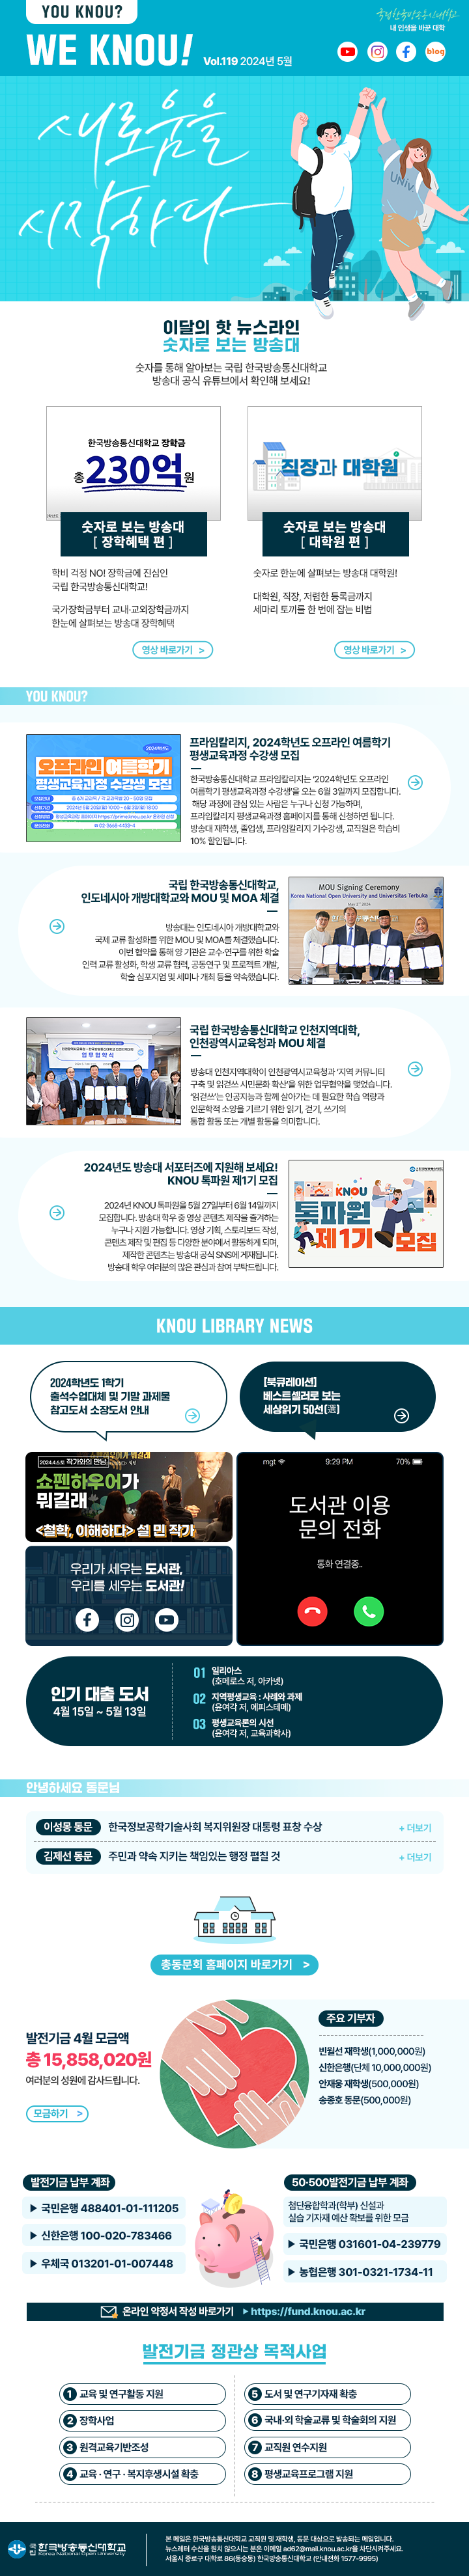 YOU KNOU?
WE KNOU! Vol.119 2024년 5월
국립한국방송통신대학교
내 인생을 바꾼 대학
blog
새로움을
시작하다
UNIV.
이달의 핫 뉴스라인
숫자로 보는 방송대
숫자를 통해 알아보는 국립 한국방송통신대학교
방송대 공식 유튜브에서 확인해 보세요!
한국방송통신대학교 장학금
총 230억원
숫자로 보는 방송대
[ 장학혜택 편 ]
학비 걱정 NO! 장학금에 진심인
국립 한국방송통신대학교!
국가장학금부터 교내·교외장학금까지
한눈에 살펴보는 방송대 장학혜택
영상 바로가기 >
직장과 대학원
숫자로 보는 방송대
[ 대학원 편 ]
숫자로 한눈에 살펴보는 방송대 대학원!
대학원, 직장, 저렴한 등록금까지
세마리 토끼를 한 번에 잡는 비법
영상 바로가기 >
YOU KNOU?
2024학년도
오프라인 여름학기
평생교육과정 수강생 모집
프라임칼리지, 2024학년도 오프라인 여름학기
평생교육과정 수강생 모집
한국방송통신대학교 프라임칼리지는 '2024학년도 오프라인
여름학기 평생교육과정 수강생'을 오는 6월 3일까지 모집합니다.
해당 과정에 관심 있는 사람은 누구나 신청 가능하며,
프라임칼리지 평생교육과정 홈페이지를 통해 신청하면 됩니다.
방송대 재학생, 졸업생, 프라임칼리지 기수강생, 교직원은 학습비
10% 할인됩니다.
국립 한국방송통신대학교,
인도네시아 개방대학교와 MOU 및 MOA 체결
방송대는 인도네시아 개방대학교와
국제 교류 활성화를 위한 MOU 및 MOA를 체결했습니다.
이번 협약을 통해 양 기관은 교수·연구를 위한 학술
인력 교류 활성화, 학생 교류 협력, 공동연구 및 프로젝트 개발,
학술 심포지엄 및 세미나 개최 등을 약속했습니다.
MOU Signing Ceremony
Korea National Open University and Universitas Terbuka
업무협약식
국립 한국방송통신대학교 인천지역대학,
인천광역시교육청과 MOU 체결
방송대 인천지역대학이 인천광역시교육청과 '지역 커뮤니티
구축 및 읽걷쓰 시민문화 확산'을 위한 업무협약을 맺었습니다.
'읽걷쓰'는 인공지능과 함께 살아가는 데 필요한 학습 역량과
인문학적 소양을 기르기 위한 읽기, 걷기, 쓰기의
통합 활동 또는 개별 활동을 의미합니다.
2024년도 방송대 서포터즈에 지원해 보세요!
KNOU 톡파원 제1기 모집
2024년 KNOU 톡파원을 5월 27일부터 6월 14일까지
모집합니다. 방송대 학우 중 영상 콘텐츠 제작을 즐겨하는
누구나 지원 가능합니다. 영상 기획, 스토리보드 작성,
콘텐츠 제작 및 편집 등 다양한 분야에서 활동하게 되며,
제작한 콘텐츠는 방송대 공식 SNS에 게재됩니다.
방송대 학우 여러분의 많은 관심과 참여 부탁드립니다.
KNOU
톡파원
제1기 모집
KNOU LIBRARY NEWS
2024학년도 1학기
출석수업대체 및 기말 과제물
참고도서 소장도서 안내
[북큐레이션]
베스트셀러로 보는
세상읽기 50선(選)
쇼펜하우어가
뭐길래
<철학, 이해하다> 설 민 작가
우리가 세우는 도서관,
우리를 세우는 도서관!
mgt 9:29 PM 70%
도서관 이용
문의 전화
통화 연결중..
인기 대출 도서
4월 15일 ~ 5월 13일
01 일리아스
(호메로스 저, 아카넷)
02 지역평생교육 : 사례와 과제
(윤여각 저, 에피스테메)
03 평생교육론의 시선
(윤여각 저, 교육과학사)
안녕하세요 동문님
이성몽 동문 한국정보공학기술사회 복지위원장 대통령 표창 수상 + 더보기
김제선 동문 주민과 약속 지키는 책임있는 행정 펼칠 것 + 더보기
총동문회 홈페이지 바로가기 >
발전기금 4월 모금액
총 15,858,020원
여러분의 성원에 감사드립니다.
모금하기 >
주요 기부자
반월선 재학생(1,000,000원)
신한은행(단체 10,000,000원)
안재웅 재학생(500,000원)
송종호 동문(500,000원)
발전기금 납부 계좌
▶ 국민은행 488401-01-111205
▶ 신한은행 100-020-783466
▶ 우체국 013201-01-007448
50·500발전기금 납부 계좌
첨단융합학과(학부) 신설과
실습 기자재 예산 확보를 위한 모금
▶ 국민은행 031601-04-239779
▶ 농협은행 301-0321-1734-11
온라인 약정서 작성 바로가기 ▶ https://fund.knou.ac.kr
발전기금 정관상 목적사업
1 교육 및 연구활동 지원
2 장학사업
3 원격교육기반조성
4 교육 · 연구 · 복지후생시설 확충
5 도서 및 연구기자재 확충
6 국내·외 학술교류 및 학술회의 지원
7 교직원 연수지원
8 평생교육프로그램 지원
국립 한국방송통신대학교
Korea National Open University
본 메일은 한국방송통신대학교 교직원 및 재학생, 동문 대상으로 발송되는 메일입니다.
뉴스레터 수신을 원치 않으시는 분은 이메일 ad62@mail.knou.ac.kr을 차단시켜주세요.
서울시 종로구 대학로 86(동숭동) 한국방송통신대학교 (안내전화 1577-9995)